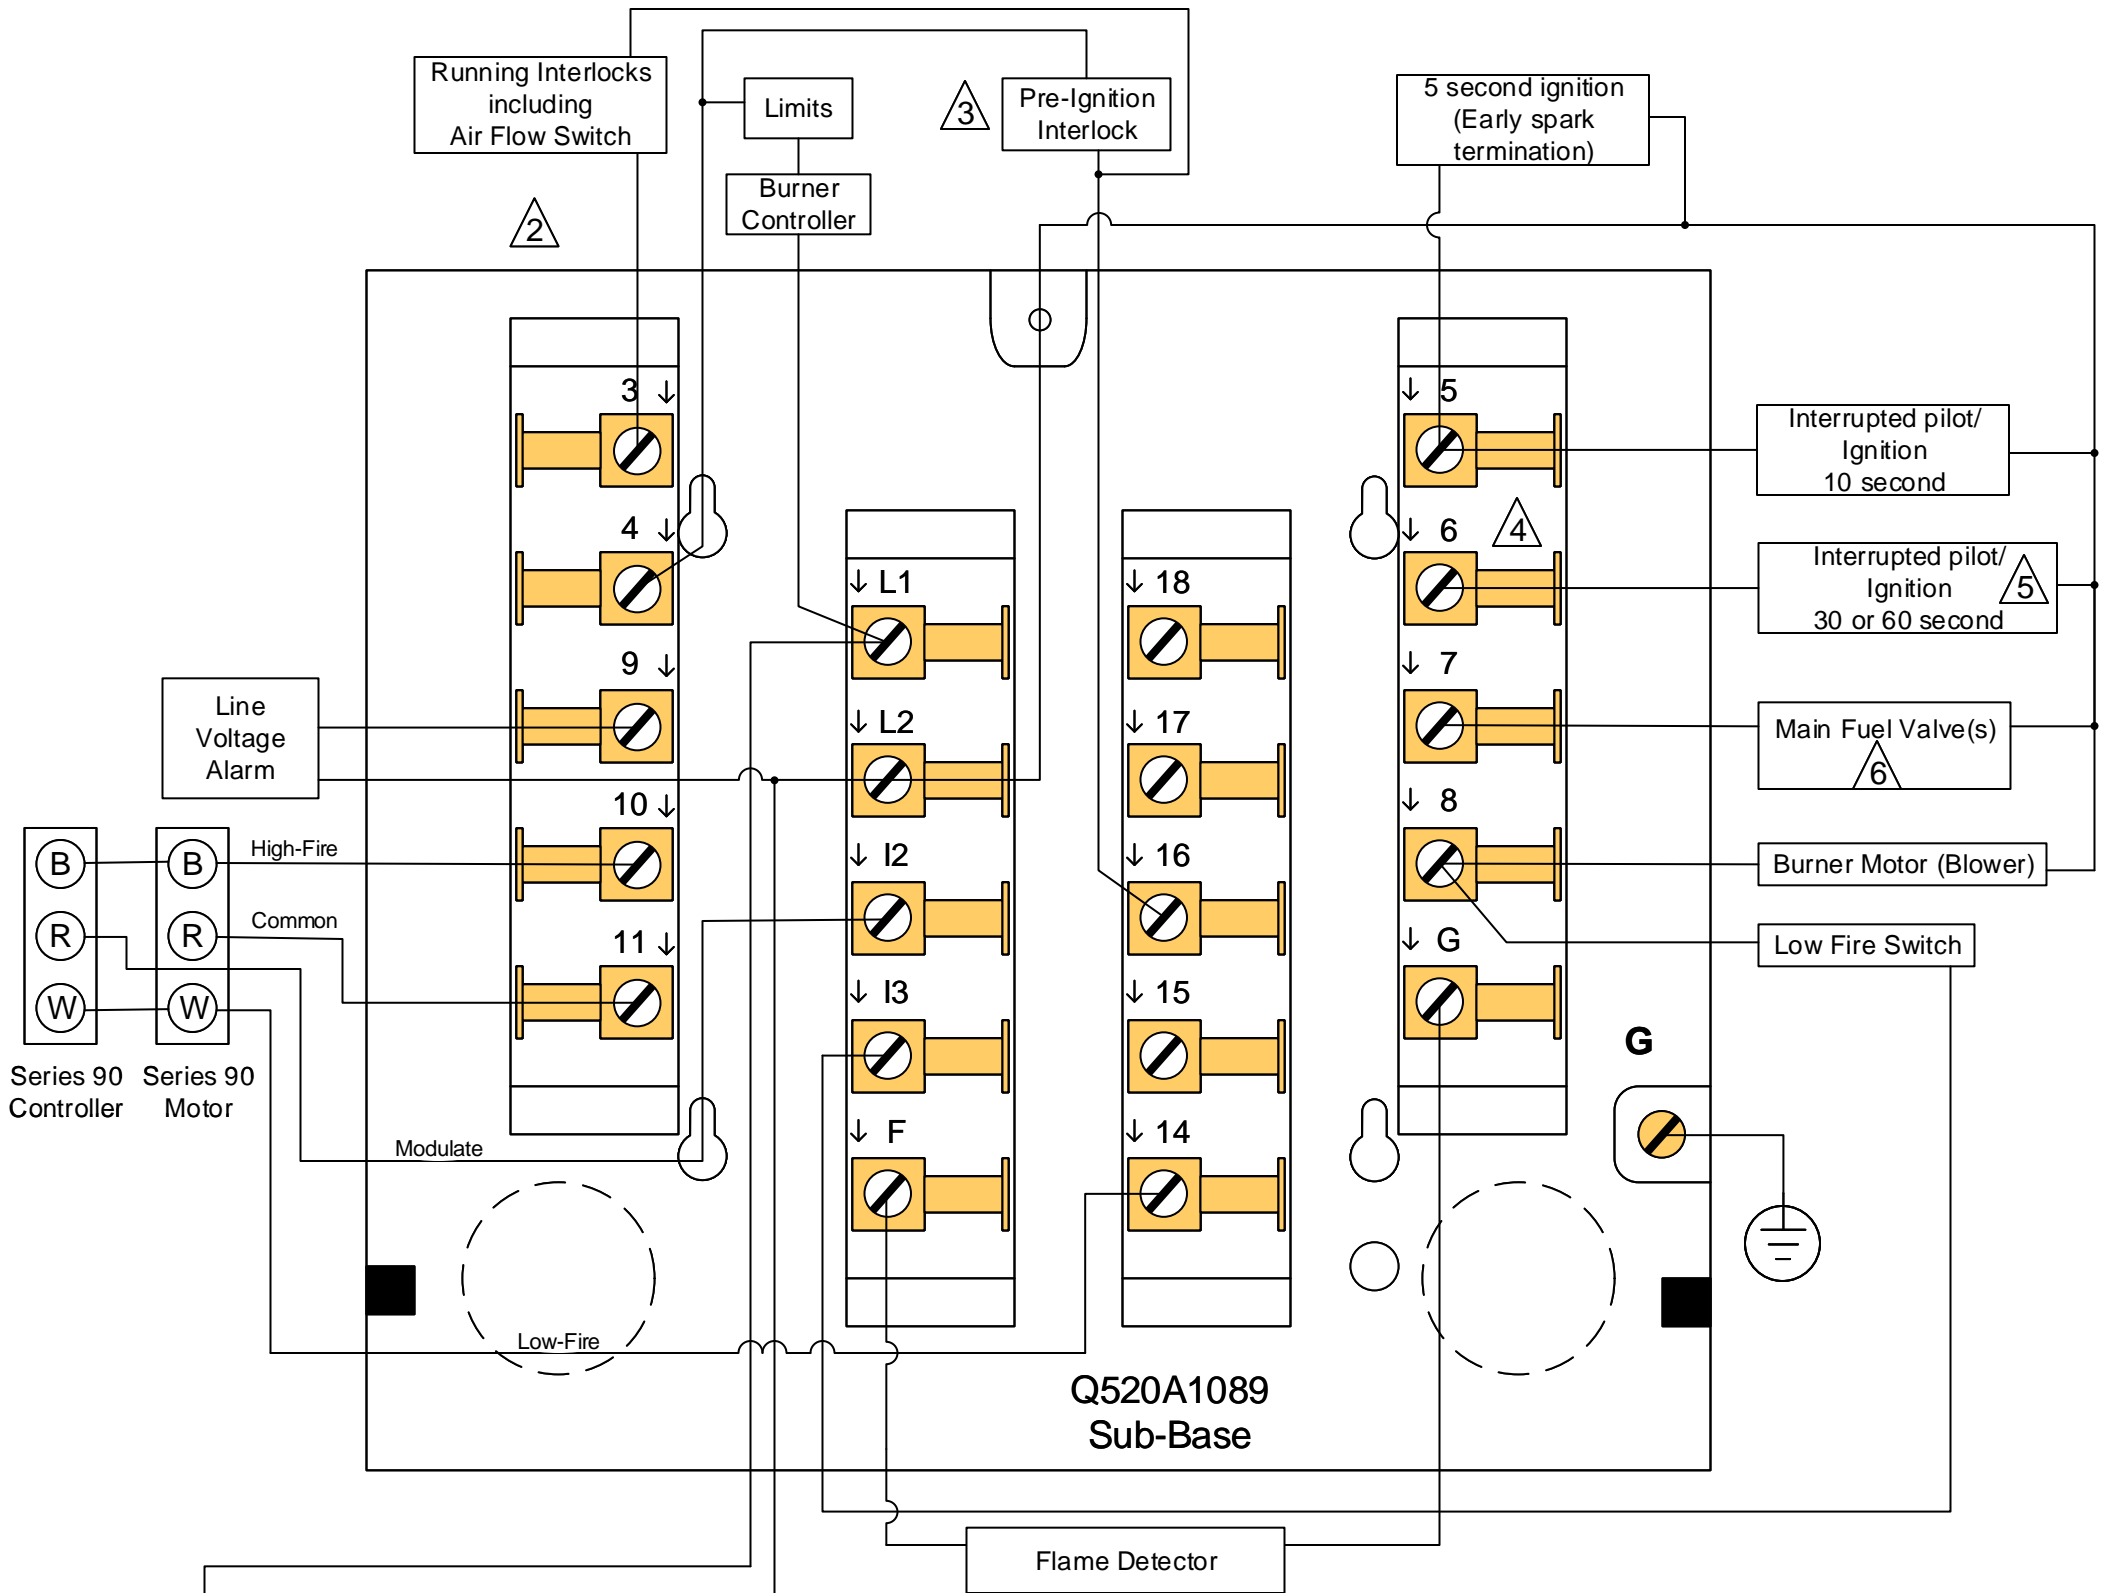 Running Interlocks
including
Air Flow Switch
Limits
3
Pre-Ignition
Interlock
5 second ignition
(Early spark
termination)
Burner
Controller
2
3
5
Interrupted pilot/
Ignition
10 second
4
6
4
Interrupted pilot/
Ignition
30 or 60 second
5
L1
18
9
7
Line
Voltage
Alarm
L2
17
Main Fuel Valve(s)
6
10
8
B
B
High-Fire
I2
16
Burner Motor (Blower)
R
R
Common
11
G
Low Fire Switch
W
W
I3
15
G
Series 90
Controller
Series 90
Motor
Modulate
F
14
Low-Fire
Q520A1089
Sub-Base
Flame Detector